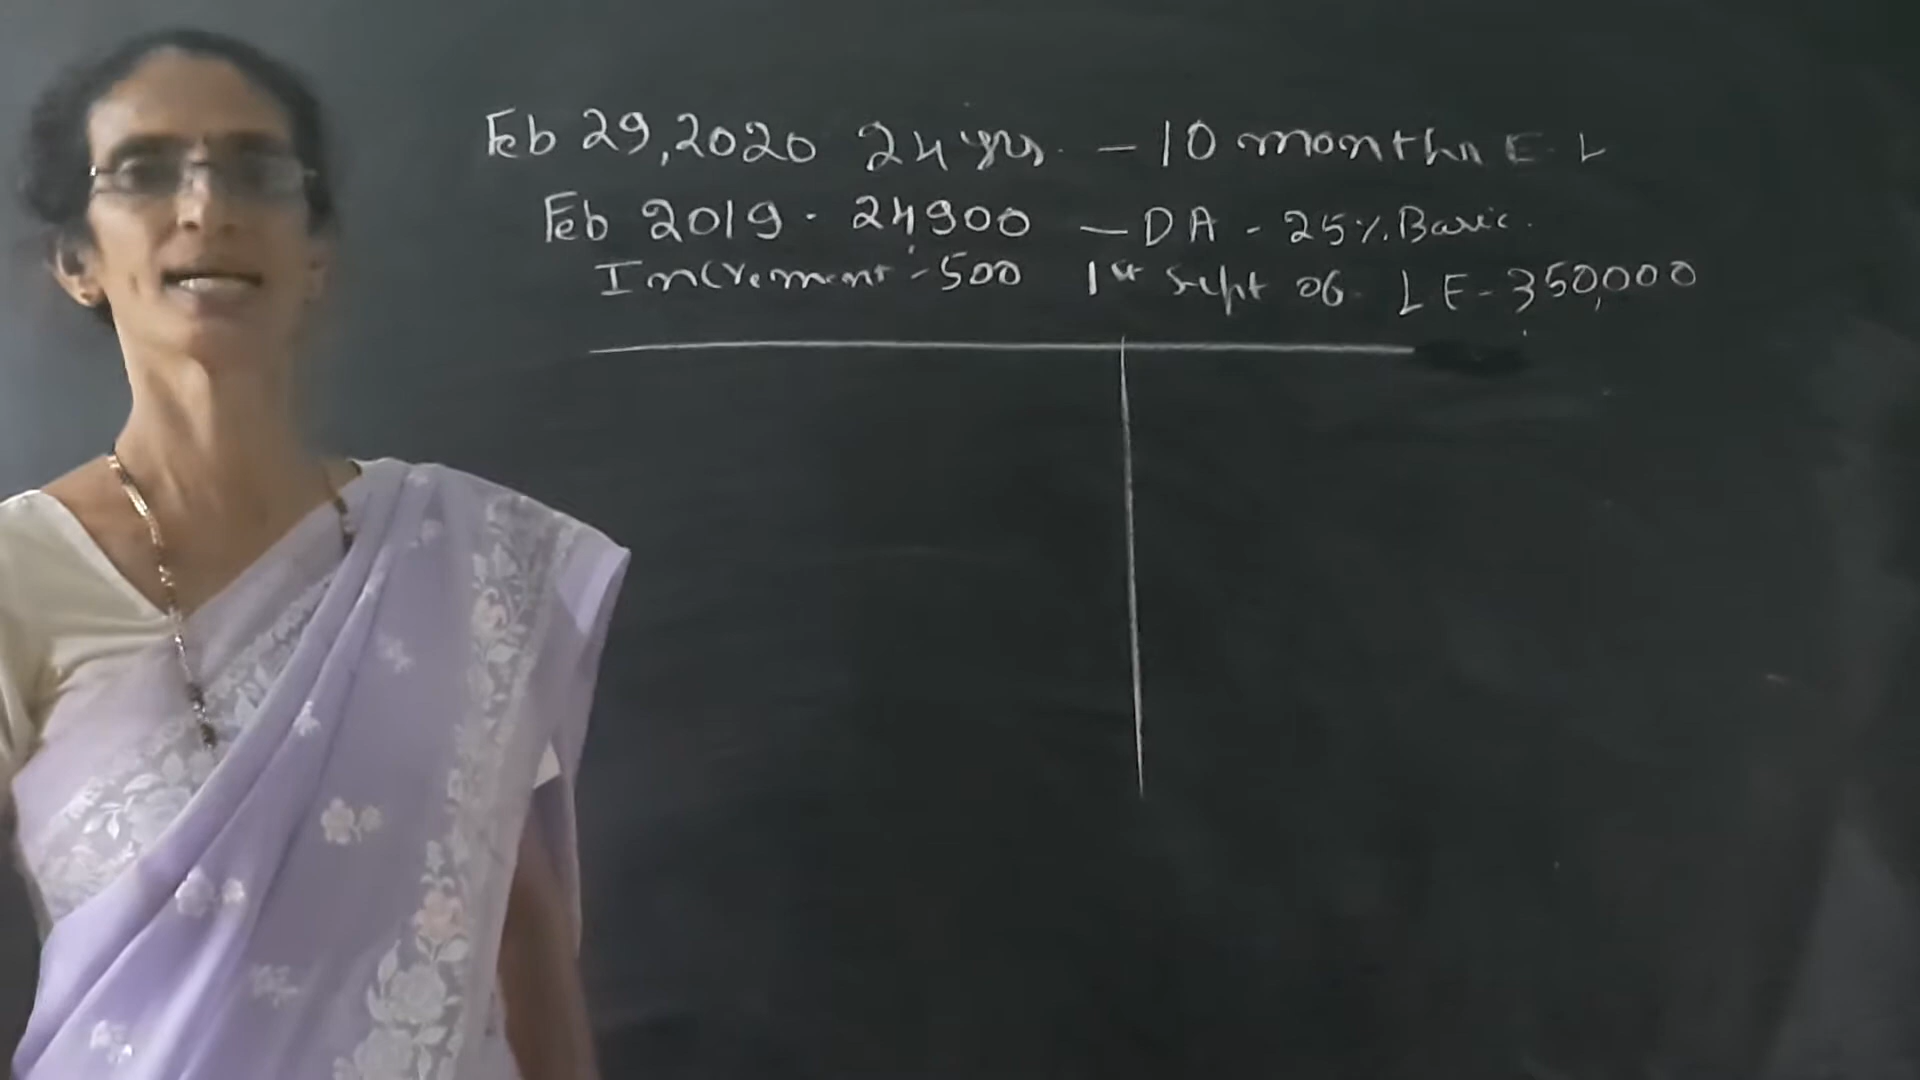 Feb 29, 2020 24 yrs. - 10 months E L
Feb 2019 - 24900 - DA - 25% Basic.
Increment - 500 1st Sept 06 - LE - 350,000